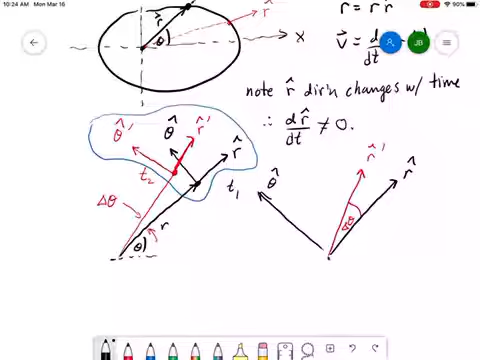 10:24 AM Mon Mar 16
r⃗ = r r̂
r⃗ r̂ θ x
v⃗ = d/dt
JB
note r̂ dir'n changes w/ time
∴ dr̂/dt ≠ 0.
θ̂' θ̂ r̂' r̂
t₂ t₁
Δθ r θ
θ̂ r̂' r̂
Δθ